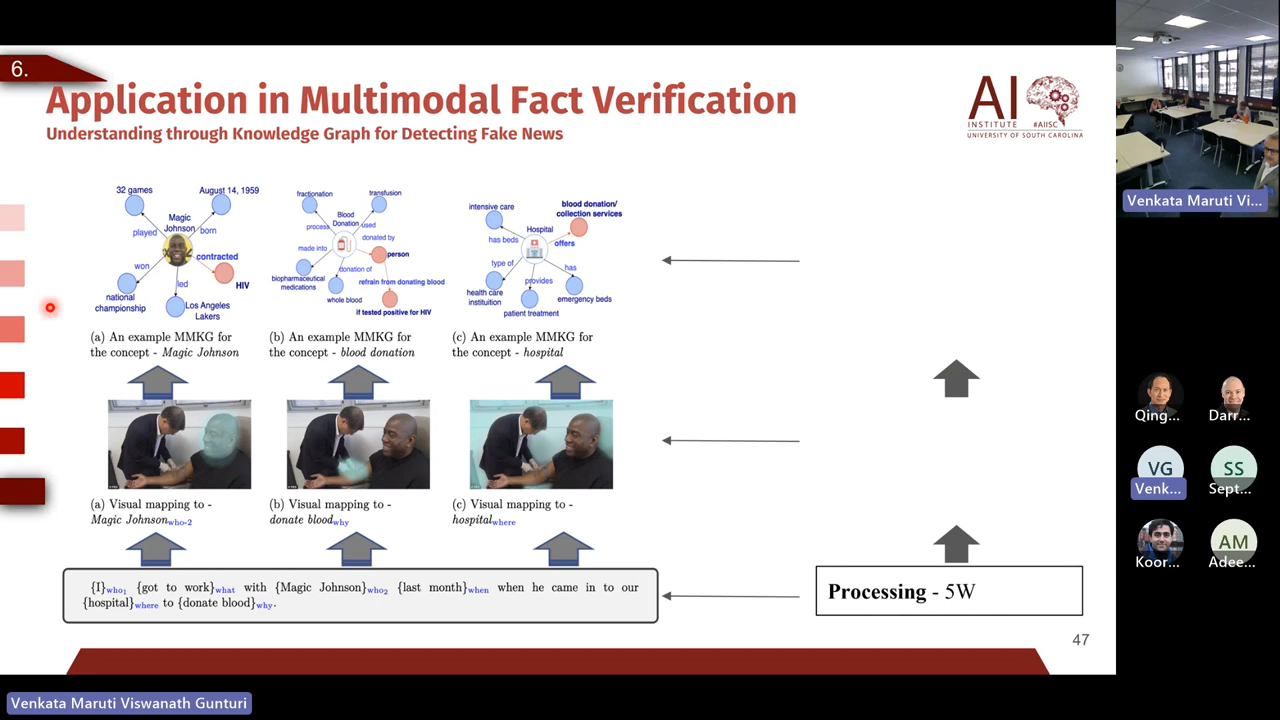 6.
Application in Multimodal Fact Verification
Understanding through Knowledge Graph for Detecting Fake News
AI
INSTITUTE #AIISC
UNIVERSITY OF SOUTH CAROLINA
32 games
August 14, 1959
Magic
Johnson
played
born
contracted
HIV
won
led
national
championship
Los Angeles
Lakers
(a) An example MMKG for
the concept - Magic Johnson
fractionation
transfusion
Blood
Donation
process
used
donated by
person
made into
donation of
biopharmaceutical
medications
whole blood
refrain from donating blood
if tested positive for HIV
(b) An example MMKG for
the concept - blood donation
intensive care
blood donation/
collection services
Hospital
has beds
offers
type of
has
provides
health care
instituition
emergency beds
patient treatment
(c) An example MMKG for
the concept - hospital
(a) Visual mapping to -
Magic Johnsonwho-2
(b) Visual mapping to -
donate bloodwhy
(c) Visual mapping to -
hospitalwhere
{I}who1 {got to work}what with {Magic Johnson}who2 {last month}when when he came in to our
{hospital}where to {donate blood}why.
Processing - 5W
47
Venkata Maruti Vi...
Qing...
Darr...
VG
Venk...
SS
Sept...
Koor...
AM
Adee...
Venkata Maruti Viswanath Gunturi